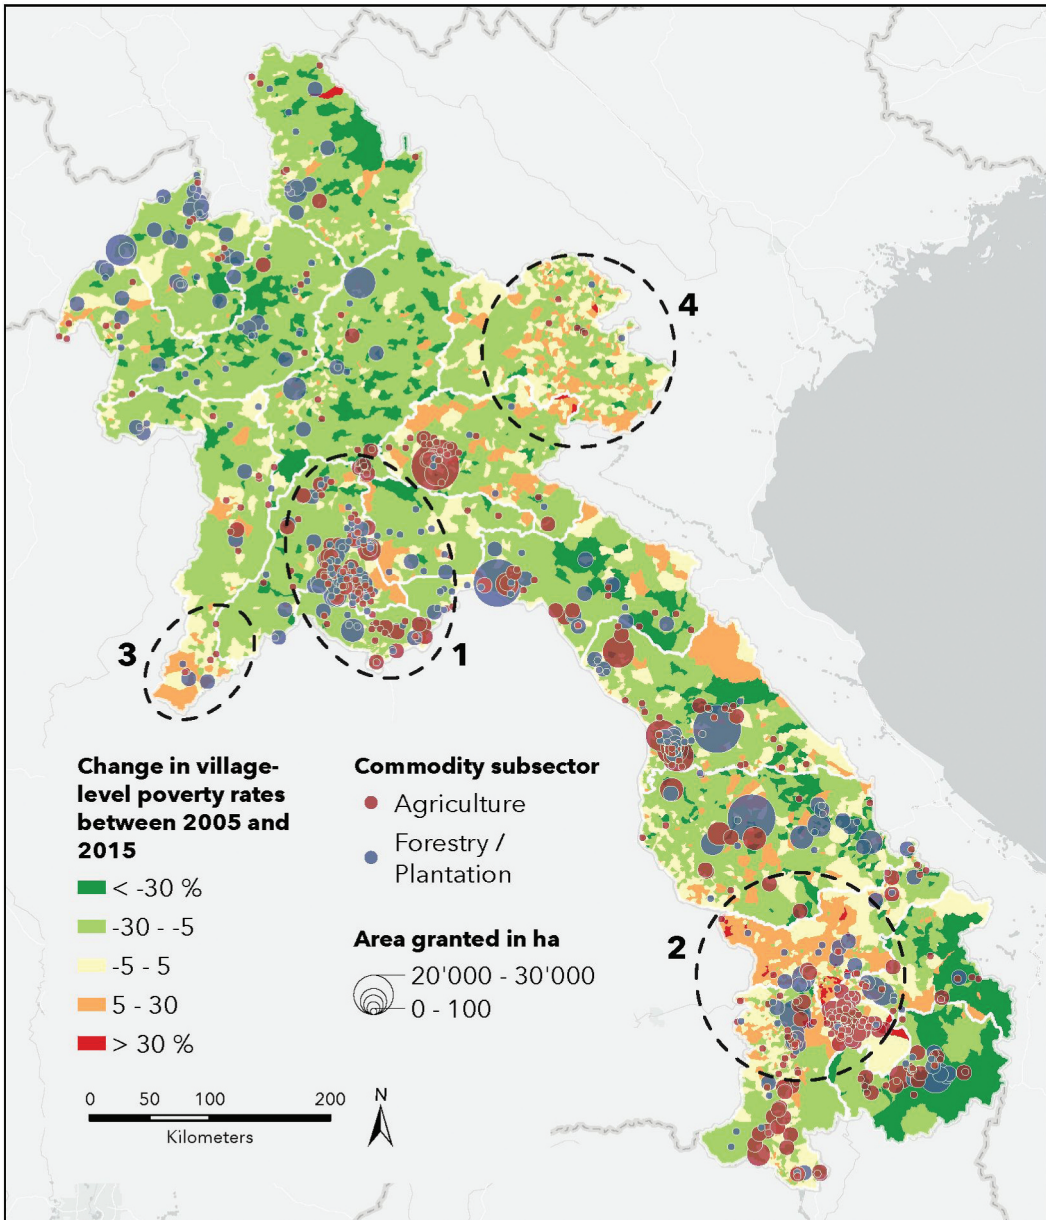 4
1
3
2
Change in village-
level poverty rates
between 2005 and
2015
< -30 %
-30 - -5
-5 - 5
5 - 30
> 30 %
Commodity subsector
Agriculture
Forestry /
Plantation
Area granted in ha
20'000 - 30'000
0 - 100
0 50 100 200
Kilometers
N